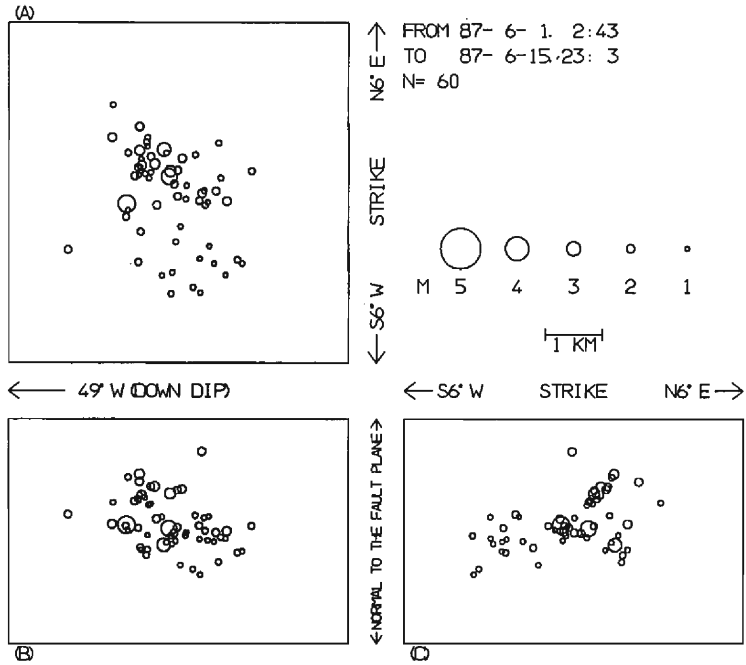 (A)
FROM 87- 6- 1. 2:43
TO 87- 6-15. 23: 3
N= 60
N6° E
STRIKE
S6° W
M 5 4 3 2 1
1 KM
49° W (DOWN DIP)
S6° W STRIKE N6° E
NORMAL TO THE FAULT PLANE
(B)
(C)